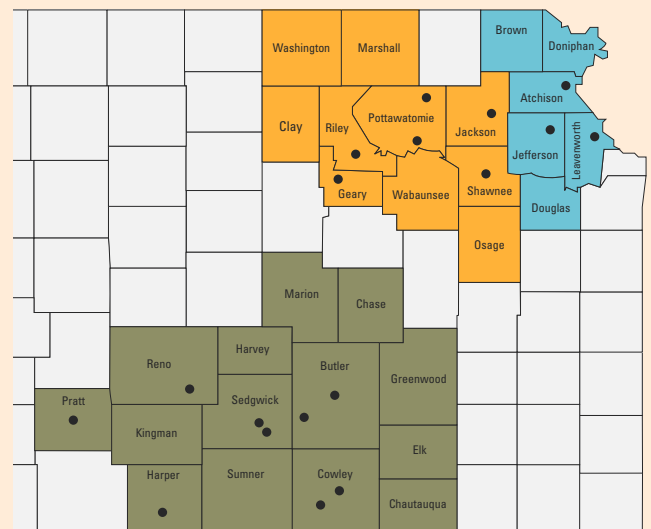 Brown
Doniphan
Washington
Marshall
Atchison
Pottawatomie
Clay
Riley
Jackson
Leavenworth
Jefferson
Geary
Wabaunsee
Shawnee
Douglas
Osage
Marion
Chase
Harvey
Reno
Butler
Greenwood
Pratt
Sedgwick
Kingman
Elk
Harper
Sumner
Cowley
Chautauqua